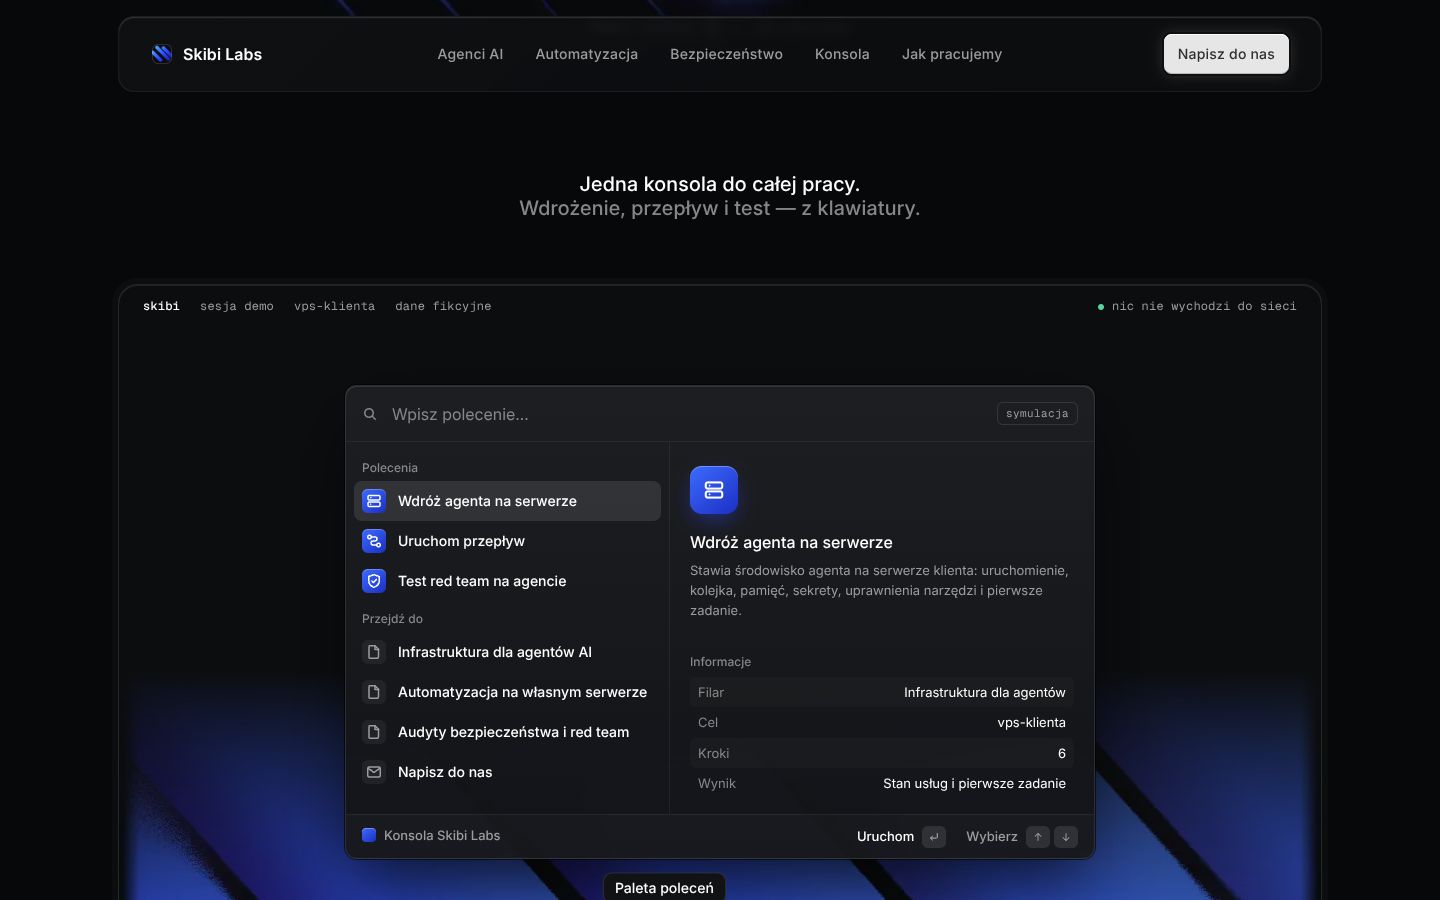 Skibi Labs
Agenci AI
Automatyzacja
Bezpieczeństwo
Konsola
Jak pracujemy
Napisz do nas
Jedna konsola do całej pracy.
Wdrożenie, przepływ i test — z klawiatury.
skibi sesja demo vps-klienta dane fikcyjne
nic nie wychodzi do sieci
Wpisz polecenie...
symulacja
Polecenia
Wdróż agenta na serwerze
Uruchom przepływ
Test red team na agencie
Przejdź do
Infrastruktura dla agentów AI
Automatyzacja na własnym serwerze
Audyty bezpieczeństwa i red team
Napisz do nas
Wdróż agenta na serwerze
Stawia środowisko agenta na serwerze klienta: uruchomienie,
kolejka, pamięć, sekrety, uprawnienia narzędzi i pierwsze
zadanie.
Informacje
Filar Infrastruktura dla agentów
Cel vps-klienta
Kroki 6
Wynik Stan usług i pierwsze zadanie
Konsola Skibi Labs
Uruchom ↵ Wybierz ↑ ↓
Paleta poleceń